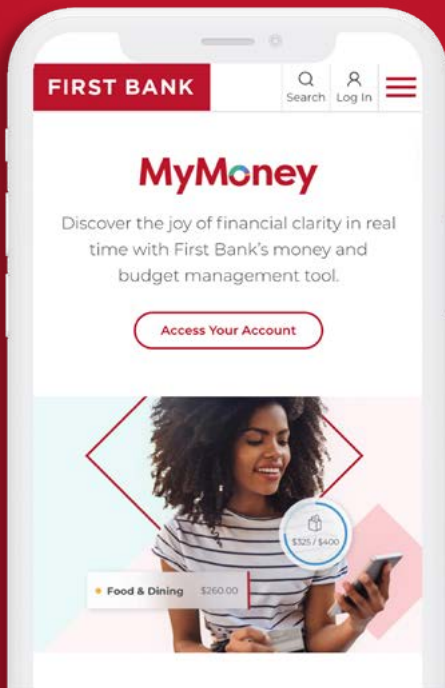 FIRST BANK
Search
Log In
MyMoney
Discover the joy of financial clarity in real
time with First Bank's money and
budget management tool.
Access Your Account
$325 / $400
Food & Dining $260.00